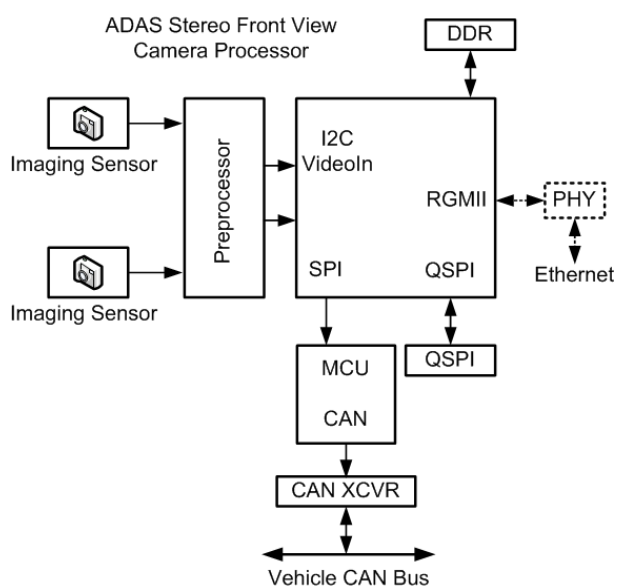 ADAS Stereo Front View
Camera Processor
DDR
Imaging Sensor
Preprocessor
I2C
VideoIn
RGMII
PHY
Ethernet
SPI
QSPI
Imaging Sensor
MCU
QSPI
CAN
CAN XCVR
Vehicle CAN Bus